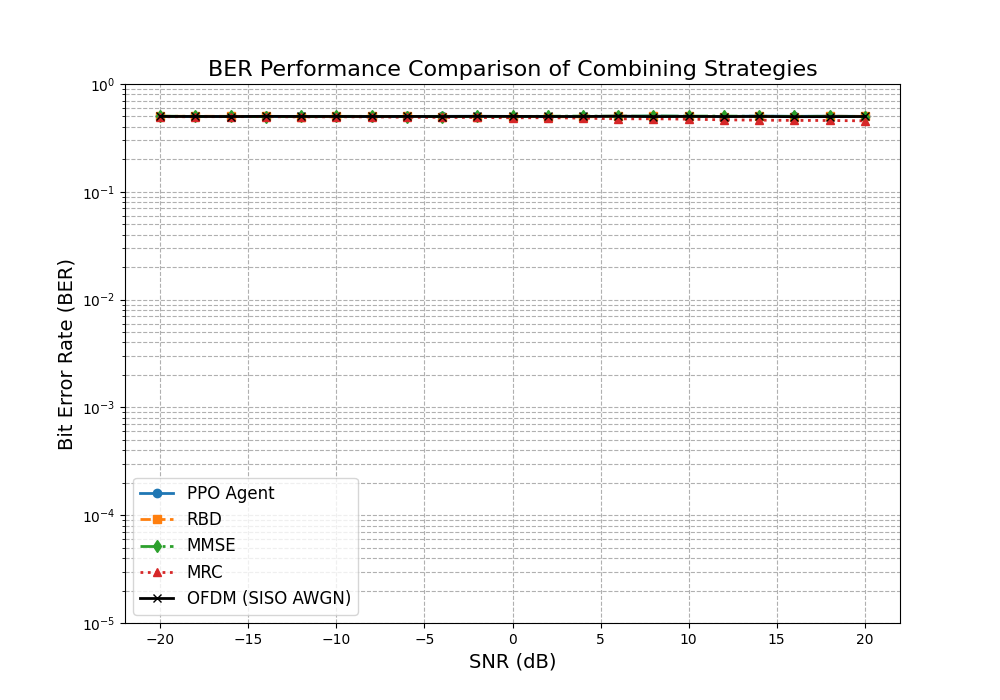 BER Performance Comparison of Combining Strategies
Bit Error Rate (BER)
10⁰
10⁻¹
10⁻²
10⁻³
10⁻⁴
10⁻⁵
PPO Agent
RBD
MMSE
MRC
OFDM (SISO AWGN)
−20 −15 −10 −5 0 5 10 15 20
SNR (dB)